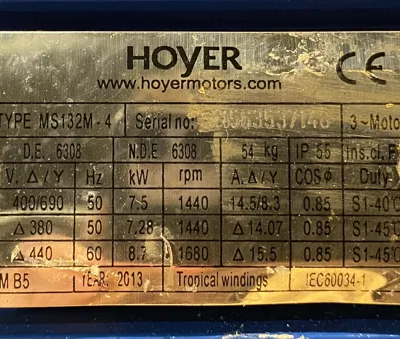 HOYER
www.hoyermotors.com CE
TYPE MS132M-4 Serial no: 3~Moto
D.E. 6308 N.D.E 6308 54 kg IP 55 Ins.cl.F
V. Δ / Y Hz kW rpm A. Δ/Y COSϕ Duty
400/690 50 7.5 1440 14.5/8.3 0.85 S1-40°C
Δ 380 50 7.28 1440 Δ 14.07 0.85 S1-45°C
Δ 440 60 8.7 1680 Δ 15.5 0.85 S1-45°C
M B5 YEAR: 2013 Tropical windings IEC60034-1